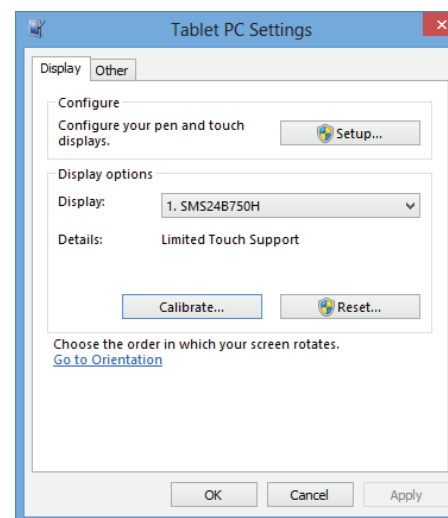 Tablet PC Settings
Display Other
Configure
Configure your pen and touch
displays.
Setup...
Display options
Display: 1. SMS24B750H
Details: Limited Touch Support
Calibrate... Reset...
Choose the order in which your screen rotates.
Go to Orientation
OK Cancel Apply